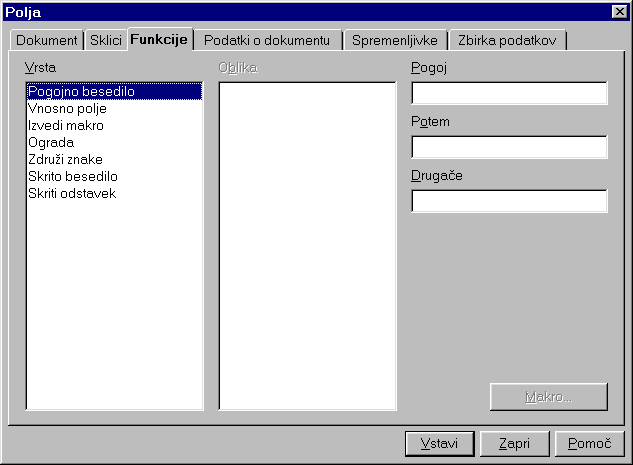 Polja
Dokument Sklici Funkcije Podatki o dokumentu Spremenljivke Zbirka podatkov
Vrsta
Pogojno besedilo
Vnosno polje
Izvedi makro
Ograda
Združi znake
Skrito besedilo
Skriti odstavek
Oblika
Pogoj
Potem
Drugače
Makro...
Vstavi Zapri Pomoč